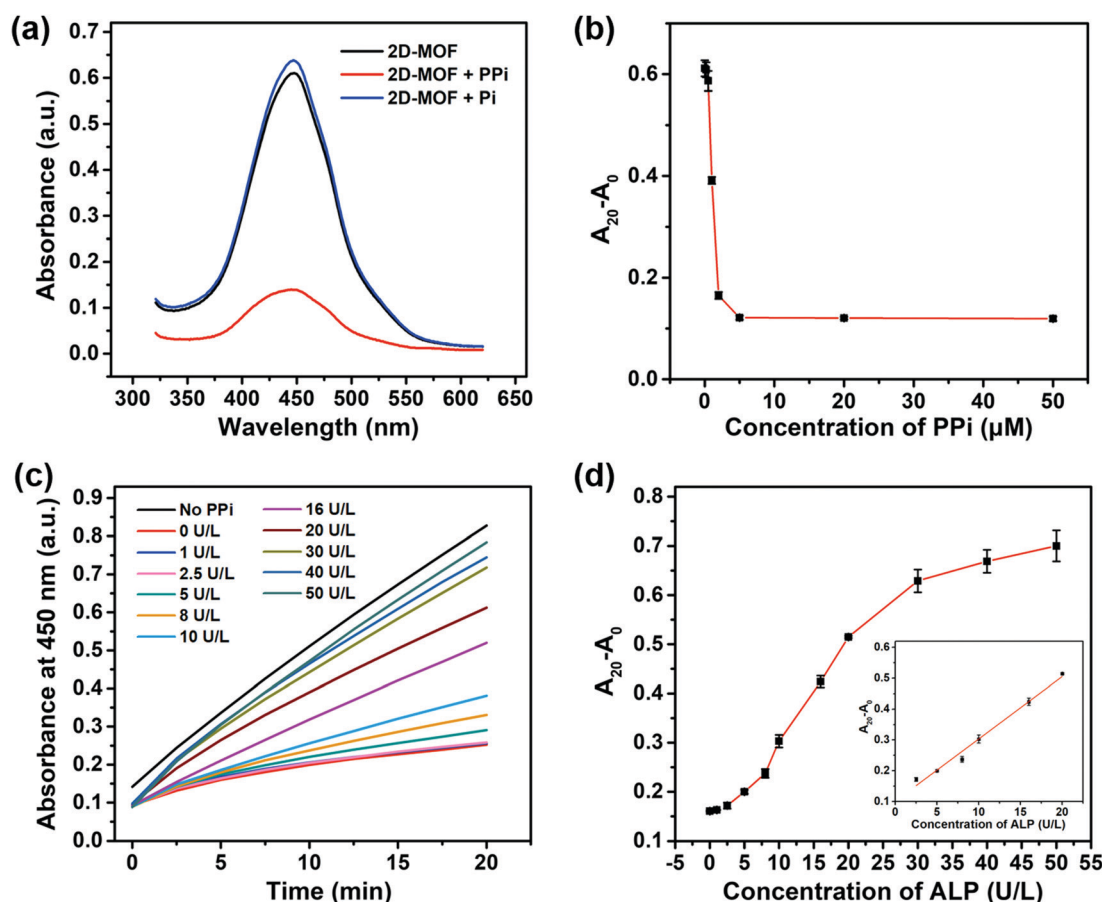 (a)
0.7
0.6
0.5
0.4
0.3
0.2
0.1
0.0
Absorbance (a.u.)
2D-MOF
2D-MOF + PPi
2D-MOF + Pi
300 350 400 450 500 550 600 650
Wavelength (nm)
(b)
0.6
0.4
0.2
0.0
A₂₀-A₀
0 10 20 30 40 50
Concentration of PPi (µM)
(c)
0.9
0.8
0.7
0.6
0.5
0.4
0.3
0.2
0.1
0.0
Absorbance at 450 nm (a.u.)
No PPi
0 U/L
1 U/L
2.5 U/L
5 U/L
8 U/L
10 U/L
16 U/L
20 U/L
30 U/L
40 U/L
50 U/L
0 5 10 15 20
Time (min)
(d)
0.8
0.7
0.6
0.5
0.4
0.3
0.2
0.1
A₂₀-A₀
-5 0 5 10 15 20 25 30 35 40 45 50 55
Concentration of ALP (U/L)
0.6
0.5
0.4
0.3
0.2
0.1
A₂₀-A₀
0 5 10 15 20
Concentration of ALP (U/L)